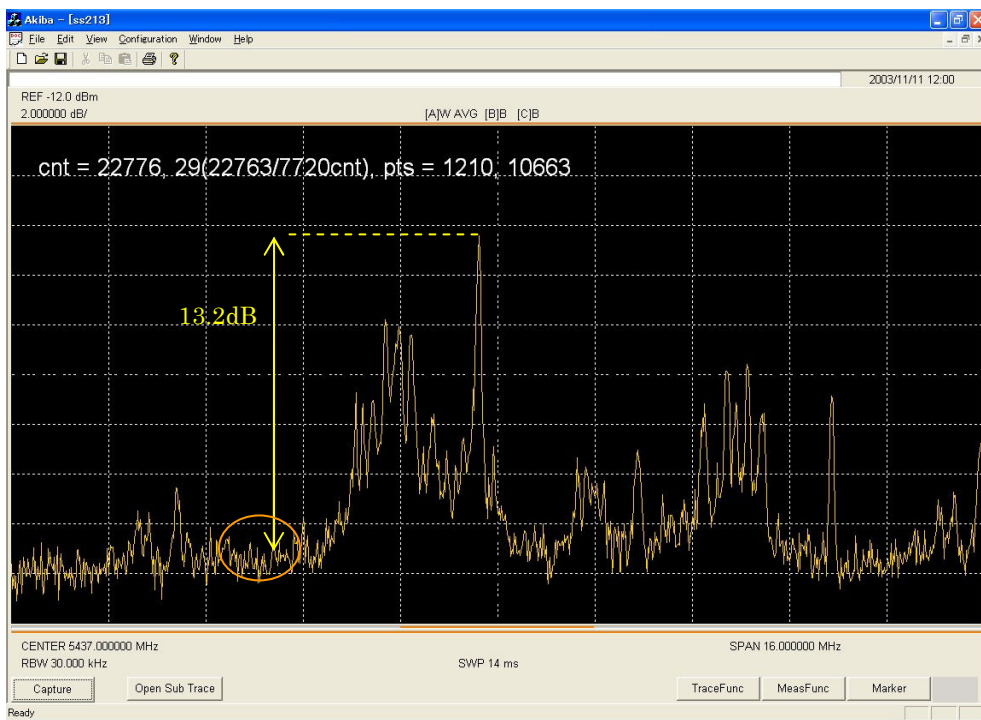 Akiba - [ss213]
File Edit View Configuration Window Help
2003/11/11 12:00
REF -12.0 dBm
2.000000 dB/
[A]W AVG [B]B [C]B
cnt = 22776, 29(22763/7720cnt), pts = 1210, 10663
13.2dB
CENTER 5437.000000 MHz
SPAN 16.000000 MHz
RBW 30.000 kHz
SWP 14 ms
Capture
Open Sub Trace
TraceFunc
MeasFunc
Marker
Ready